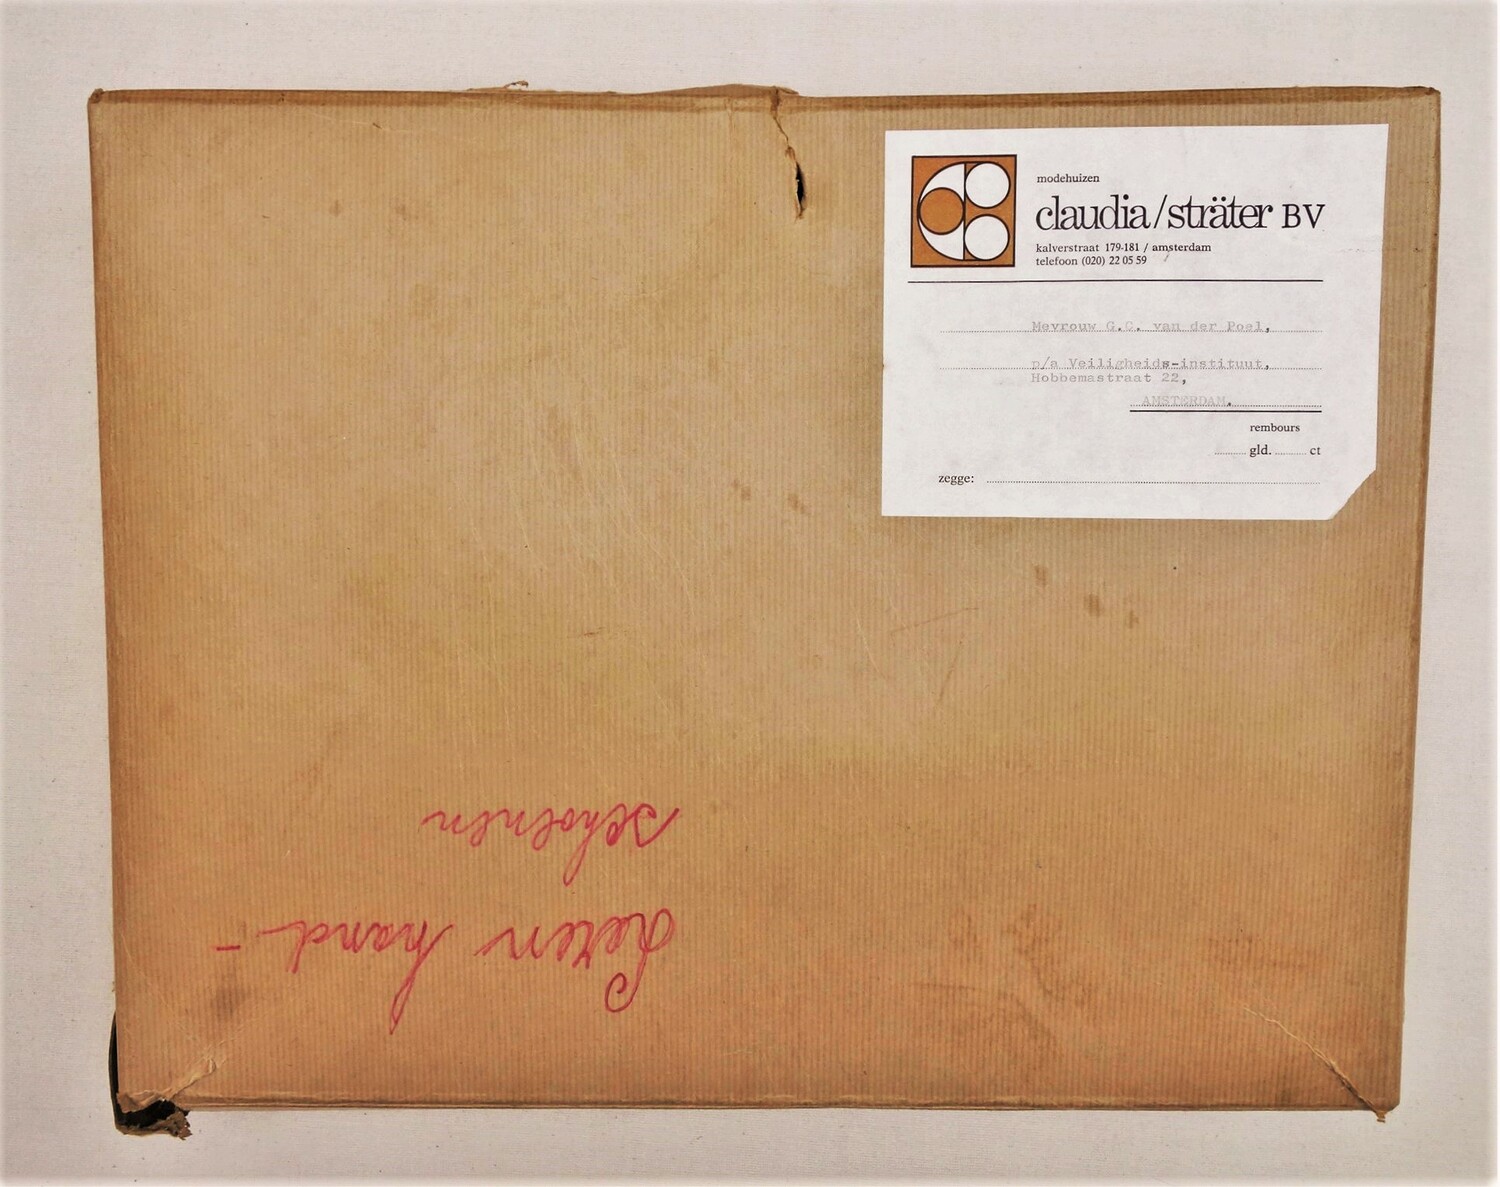 modehuizen
claudia/sträter BV
kalverstraat 179-181 / amsterdam
telefoon (020) 22 05 59
Mevrouw G.C. van der Poel,
p/a Veiligheids-instituut,
Hobbemastraat 22,
AMSTERDAM.
rembours
gld. ct
zegge:
Leren hand-
schoenen